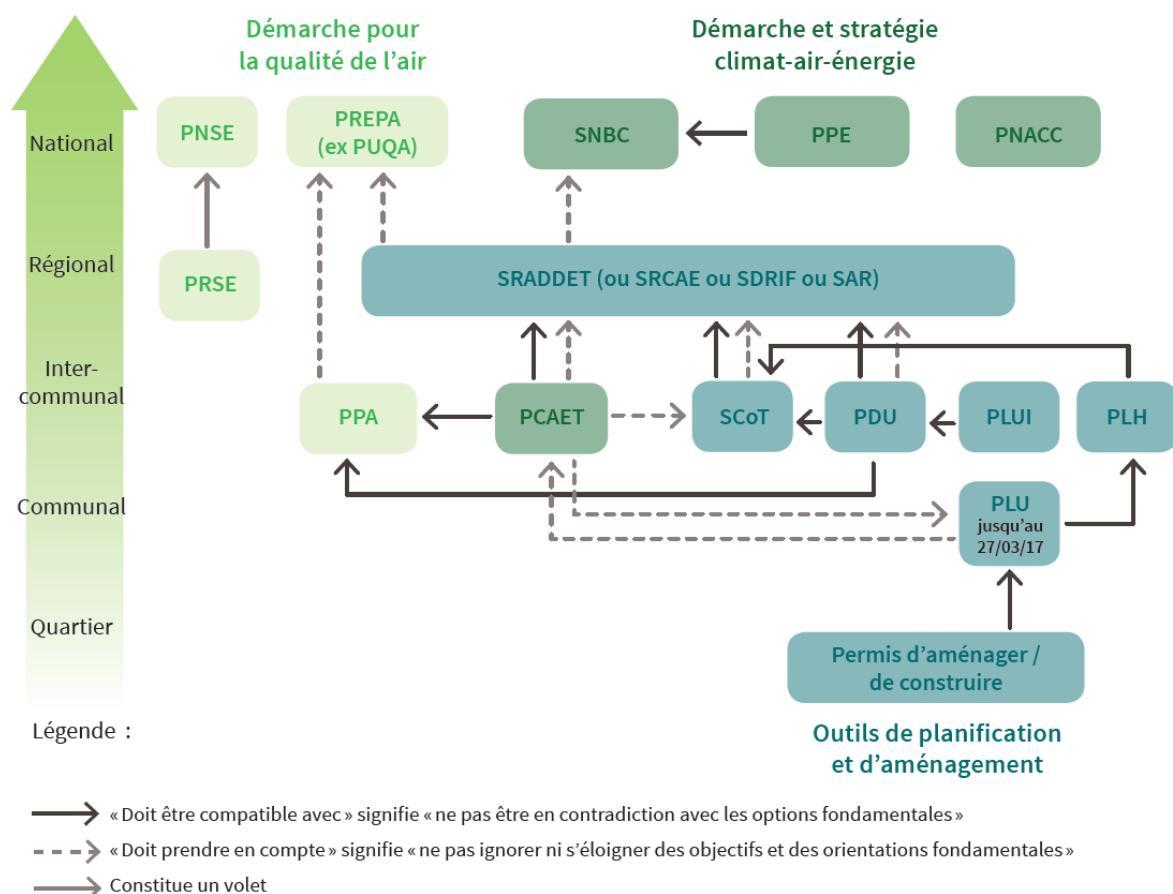 Démarche pour
la qualité de l’air
Démarche et stratégie
climat-air-énergie
National
PNSE
PREPA
(ex PUQA)
SNBC
PPE
PNACC
Régional
PRSE
SRADDET (ou SRCAE ou SDRIF ou SAR)
Inter-
communal
PPA
PCAET
SCoT
PDU
PLUI
PLH
Communal
PLU
jusqu’au
27/03/17
Quartier
Permis d’aménager /
de construire
Légende :
Outils de planification
et d’aménagement
« Doit être compatible avec » signifie « ne pas être en contradiction avec les options fondamentales »
« Doit prendre en compte » signifie « ne pas ignorer ni s’éloigner des objectifs et des orientations fondamentales »
Constitue un volet